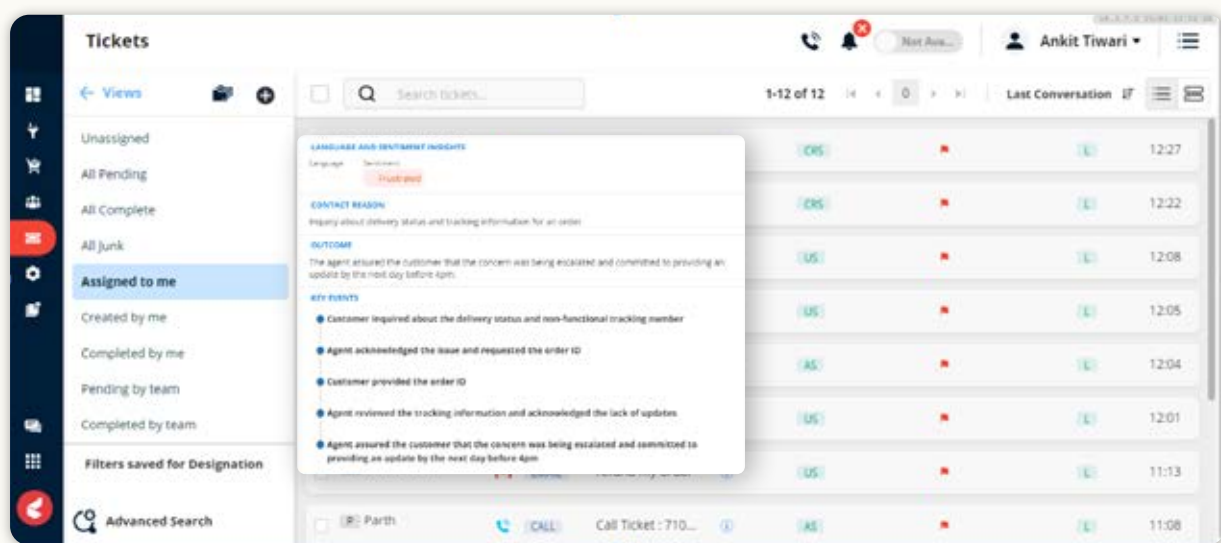 Tickets
Not Ava...
Ankit Tiwari
Views
Search tickets...
1-12 of 12
0
Last Conversation
Unassigned
All Pending
All Complete
All Junk
Assigned to me
Created by me
Completed by me
Pending by team
Completed by team
Filters saved for Designation
Advanced Search
LANGUAGE AND SENTIMENT INSIGHTS
Language Sentiment
Frustrated
CONTACT REASON
Inquiry about delivery status and tracking information for an order
OUTCOME
The agent assured the customer that the concern was being escalated and committed to providing an
update by the next day before 4pm.
KEY EVENTS
Customer inquired about the delivery status and non-functional tracking number
Agent acknowledged the issue and requested the order ID
Customer provided the order ID
Agent reviewed the tracking information and acknowledged the lack of updates
Agent assured the customer that the concern was being escalated and committed to
providing an update by the next day before 4pm
CRS L 12:27
CRS L 12:22
US L 12:08
US L 12:05
AS L 12:04
US L 12:01
US L 11:13
P Parth CALL Call Ticket : 710... AS L 11:08